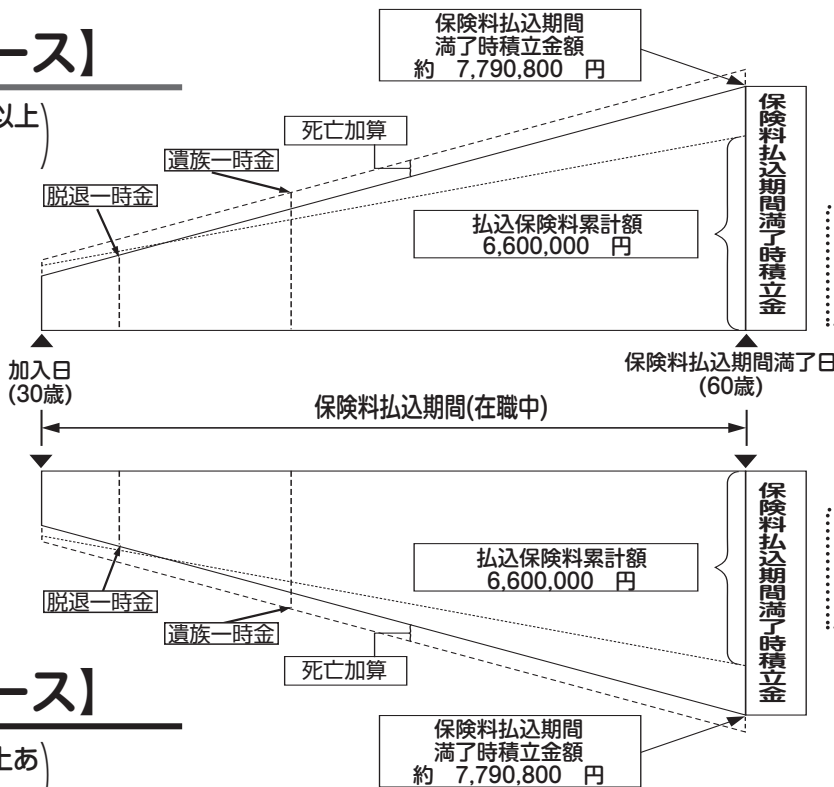 ース】
以上
保険料払込期間
満了時積立金額
約 7,790,800 円
死亡加算
遺族一時金
脱退一時金
払込保険料累計額
6,600,000 円
保険料払込期間満了時積立金
加入日
(30歳)
保険料払込期間満了日
(60歳)
保険料払込期間(在職中)
払込保険料累計額
6,600,000 円
保険料払込期間満了時積立金
脱退一時金
遺族一時金
死亡加算
ース】
上あ
保険料払込期間
満了時積立金額
約 7,790,800 円